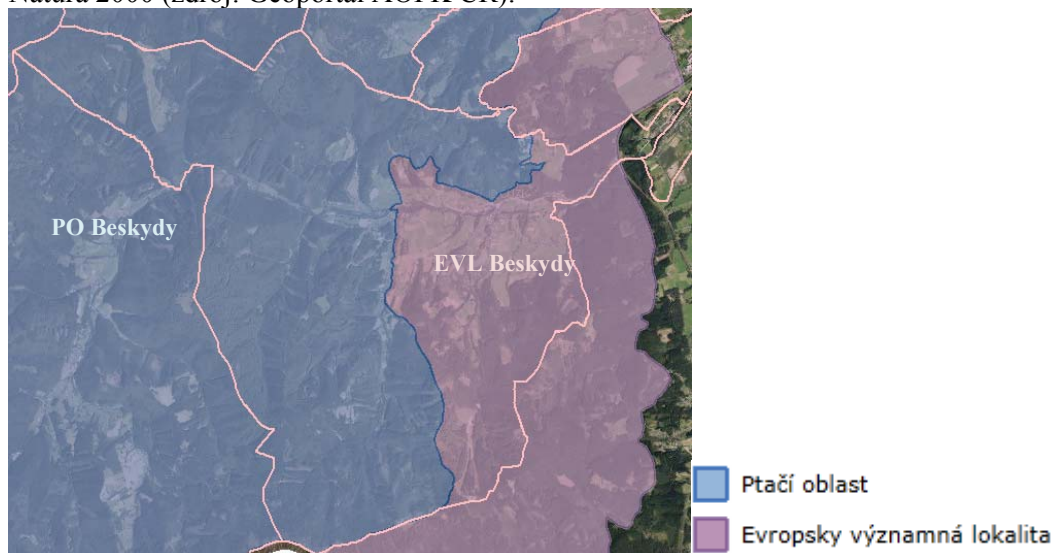 Natura 2000 (zdroj: Geoportál AOPK ČR).
PO Beskydy
EVL Beskydy
Ptačí oblast
Evropsky významná lokalita